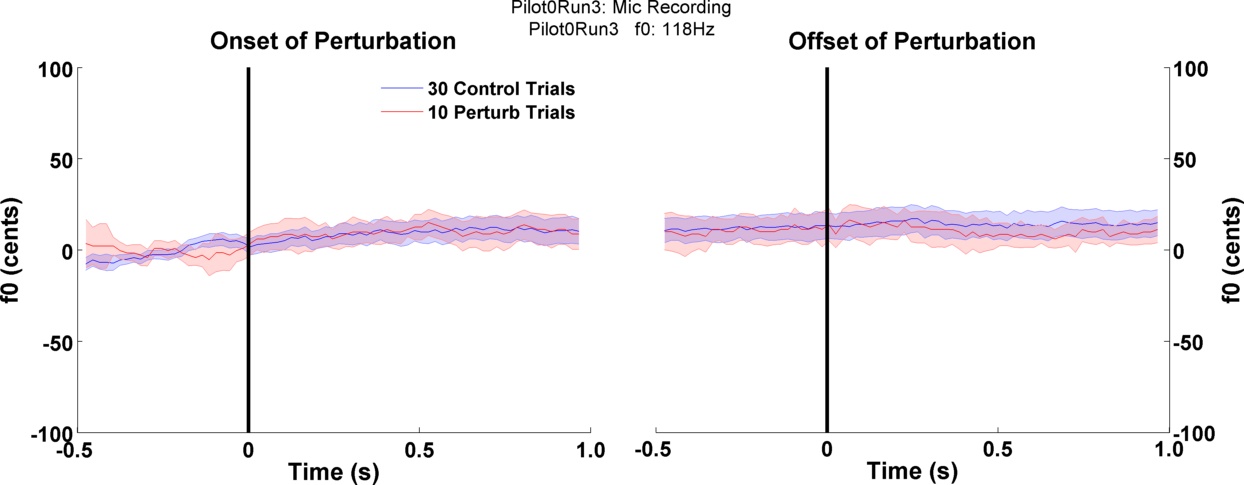 Pilot0Run3: Mic Recording
Pilot0Run3 f0: 118Hz
Onset of Perturbation
Offset of Perturbation
30 Control Trials
10 Perturb Trials
f0 (cents)
100
50
0
-50
-100
-0.5
0
0.5
1.0
Time (s)
-0.5
0
0.5
1.0
Time (s)
100
50
0
-50
-100
f0 (cents)